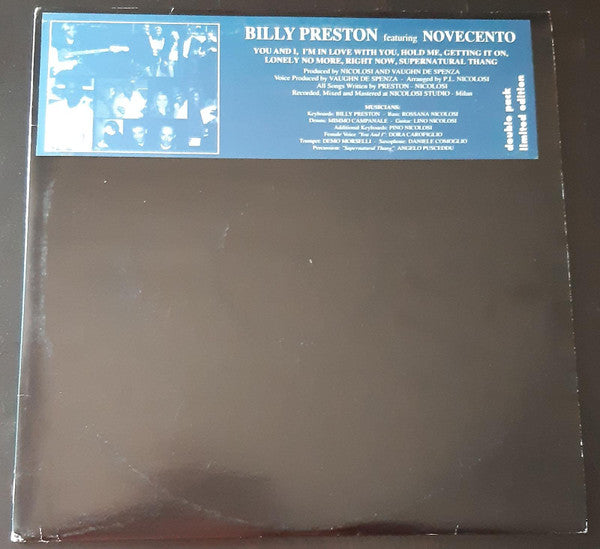 BILLY PRESTON featuring NOVECENTO
YOU AND I, I'M IN LOVE WITH YOU, HOLD ME, GETTING IT ON,
LONELY NO MORE, RIGHT NOW, SUPERNATURAL THANG
Produced by NICOLOSI AND VAUGHN DE SPENZA
Voice Produced by VAUGHN DE SPENZA - Arranged by P.L. NICOLOSI
All Songs Written by PRESTON - NICOLOSI
Recorded, Mixed and Mastered at NICOLOSI STUDIO - Milan
MUSICIANS:
Keyboards: BILLY PRESTON - Bass: ROSSANA NICOLOSI
Drums: MIMMO CAMPANALE - Guitar: LINO NICOLOSI
Additional Keyboards: PINO NICOLOSI
Female Voice "You And I": DORA CAROFIGLIO
Trumpet: DEMO MORSELLI - Saxophone: DANIELE COMOGLIO
Percussion: "Supernatural Thang": ANGELO PUSCEDDU
double pack
limited edition